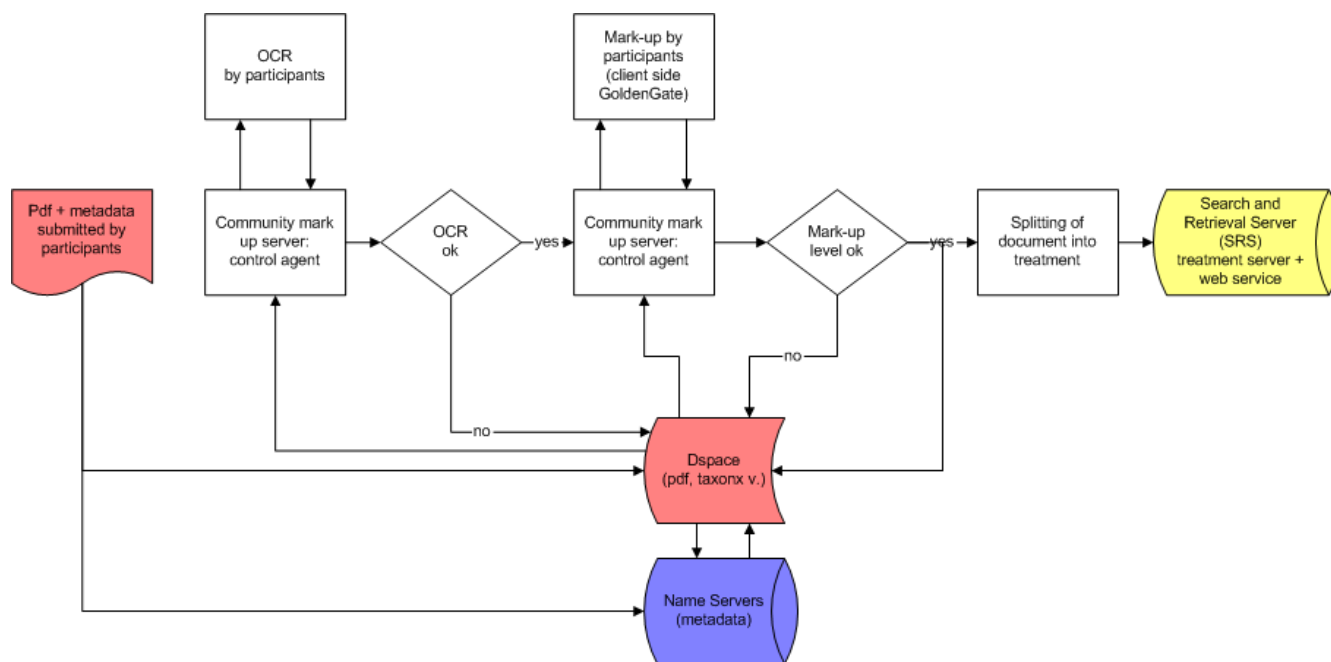 OCR
by participants
Mark-up by
participants
(client side
GoldenGate)
Pdf + metadata
submitted by
participants
Community mark
up server:
control agent
OCR
ok
yes
Community mark
up server:
control agent
Mark-up
level ok
yes
Splitting of
document into
treatment
Search and
Retrieval Server
(SRS)
treatment server +
web service
no
no
Dspace
(pdf, taxonx v.)
Name Servers
(metadata)